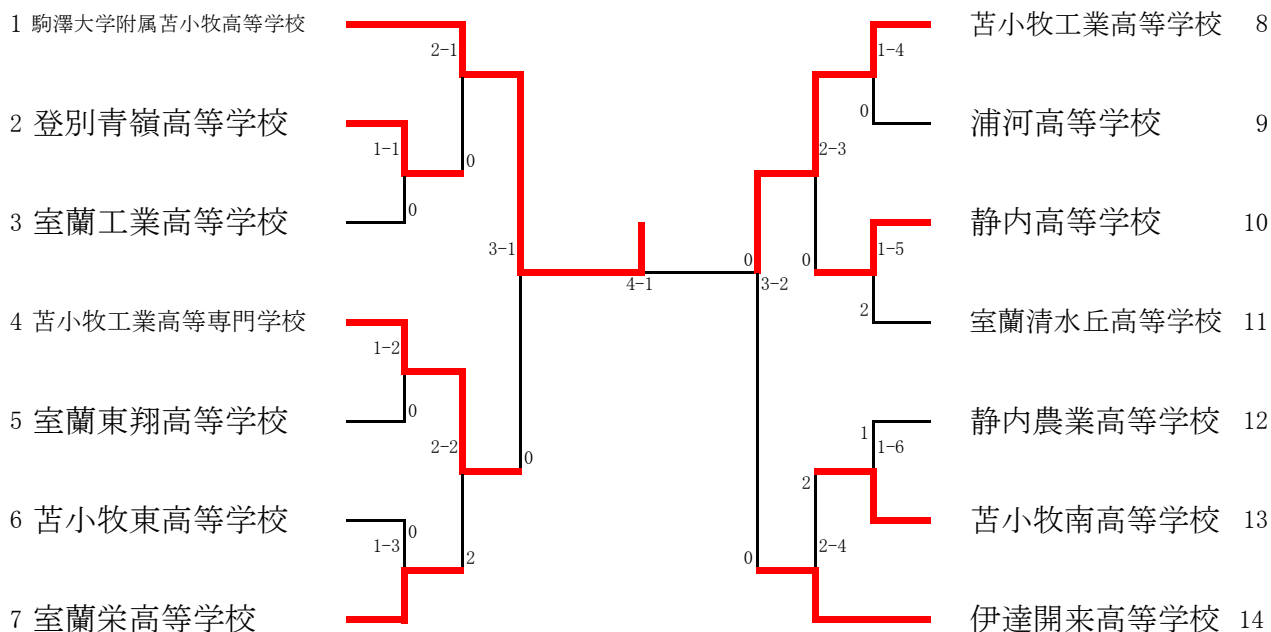 1 駒澤大学附属苫小牧高等学校
2 登別青嶺高等学校
3 室蘭工業高等学校
4 苫小牧工業高等専門学校
5 室蘭東翔高等学校
6 苫小牧東高等学校
7 室蘭栄高等学校
2-1
1-1
0
0
3-1
1-2
0
2-2
0
0
1-3
2
4-1
0
3-2
1-4
0
2-3
0
1-5
2
1
1-6
2
2-4
0
苫小牧工業高等学校 8
浦河高等学校 9
静内高等学校 10
室蘭清水丘高等学校 11
静内農業高等学校 12
苫小牧南高等学校 13
伊達開来高等学校 14